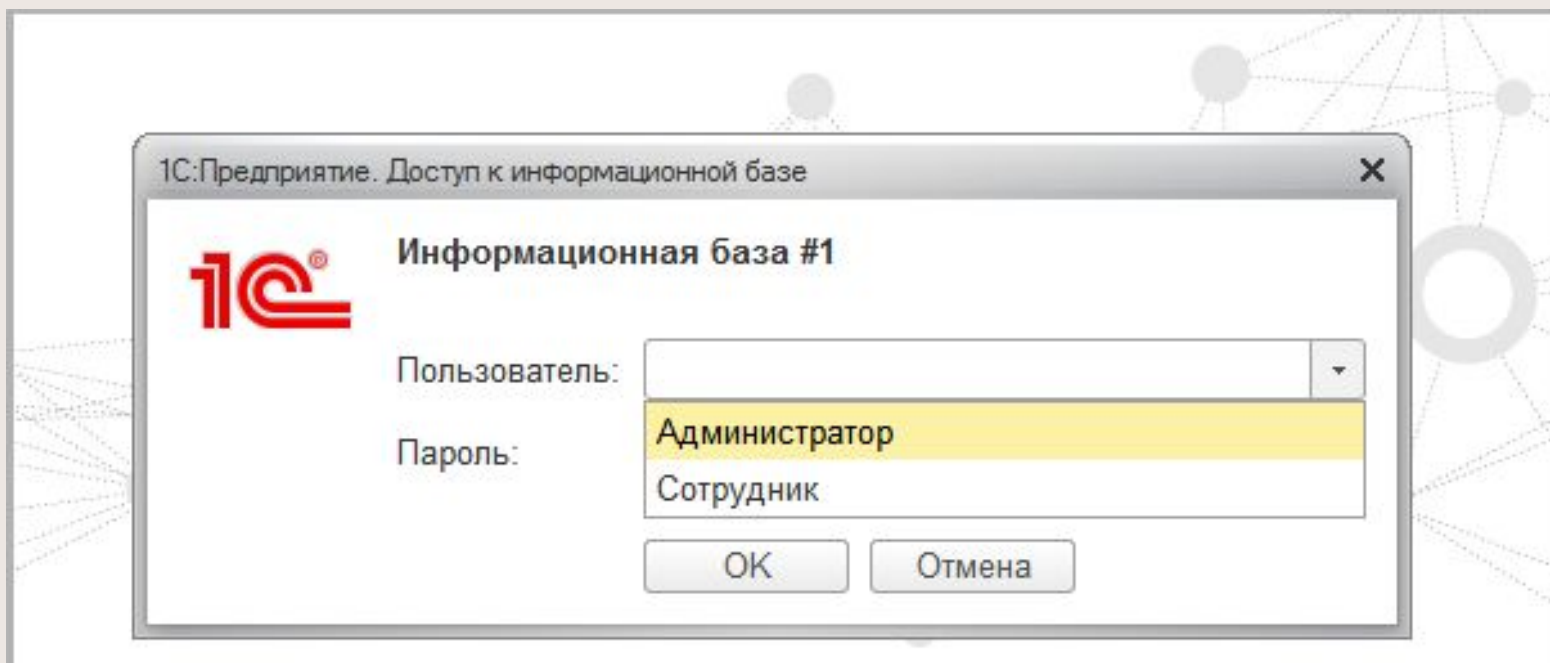 1С:Предприятие. Доступ к информационной базе
1С
Информационная база #1
Пользователь:
Администратор
Пароль:
Сотрудник
OK
Отмена